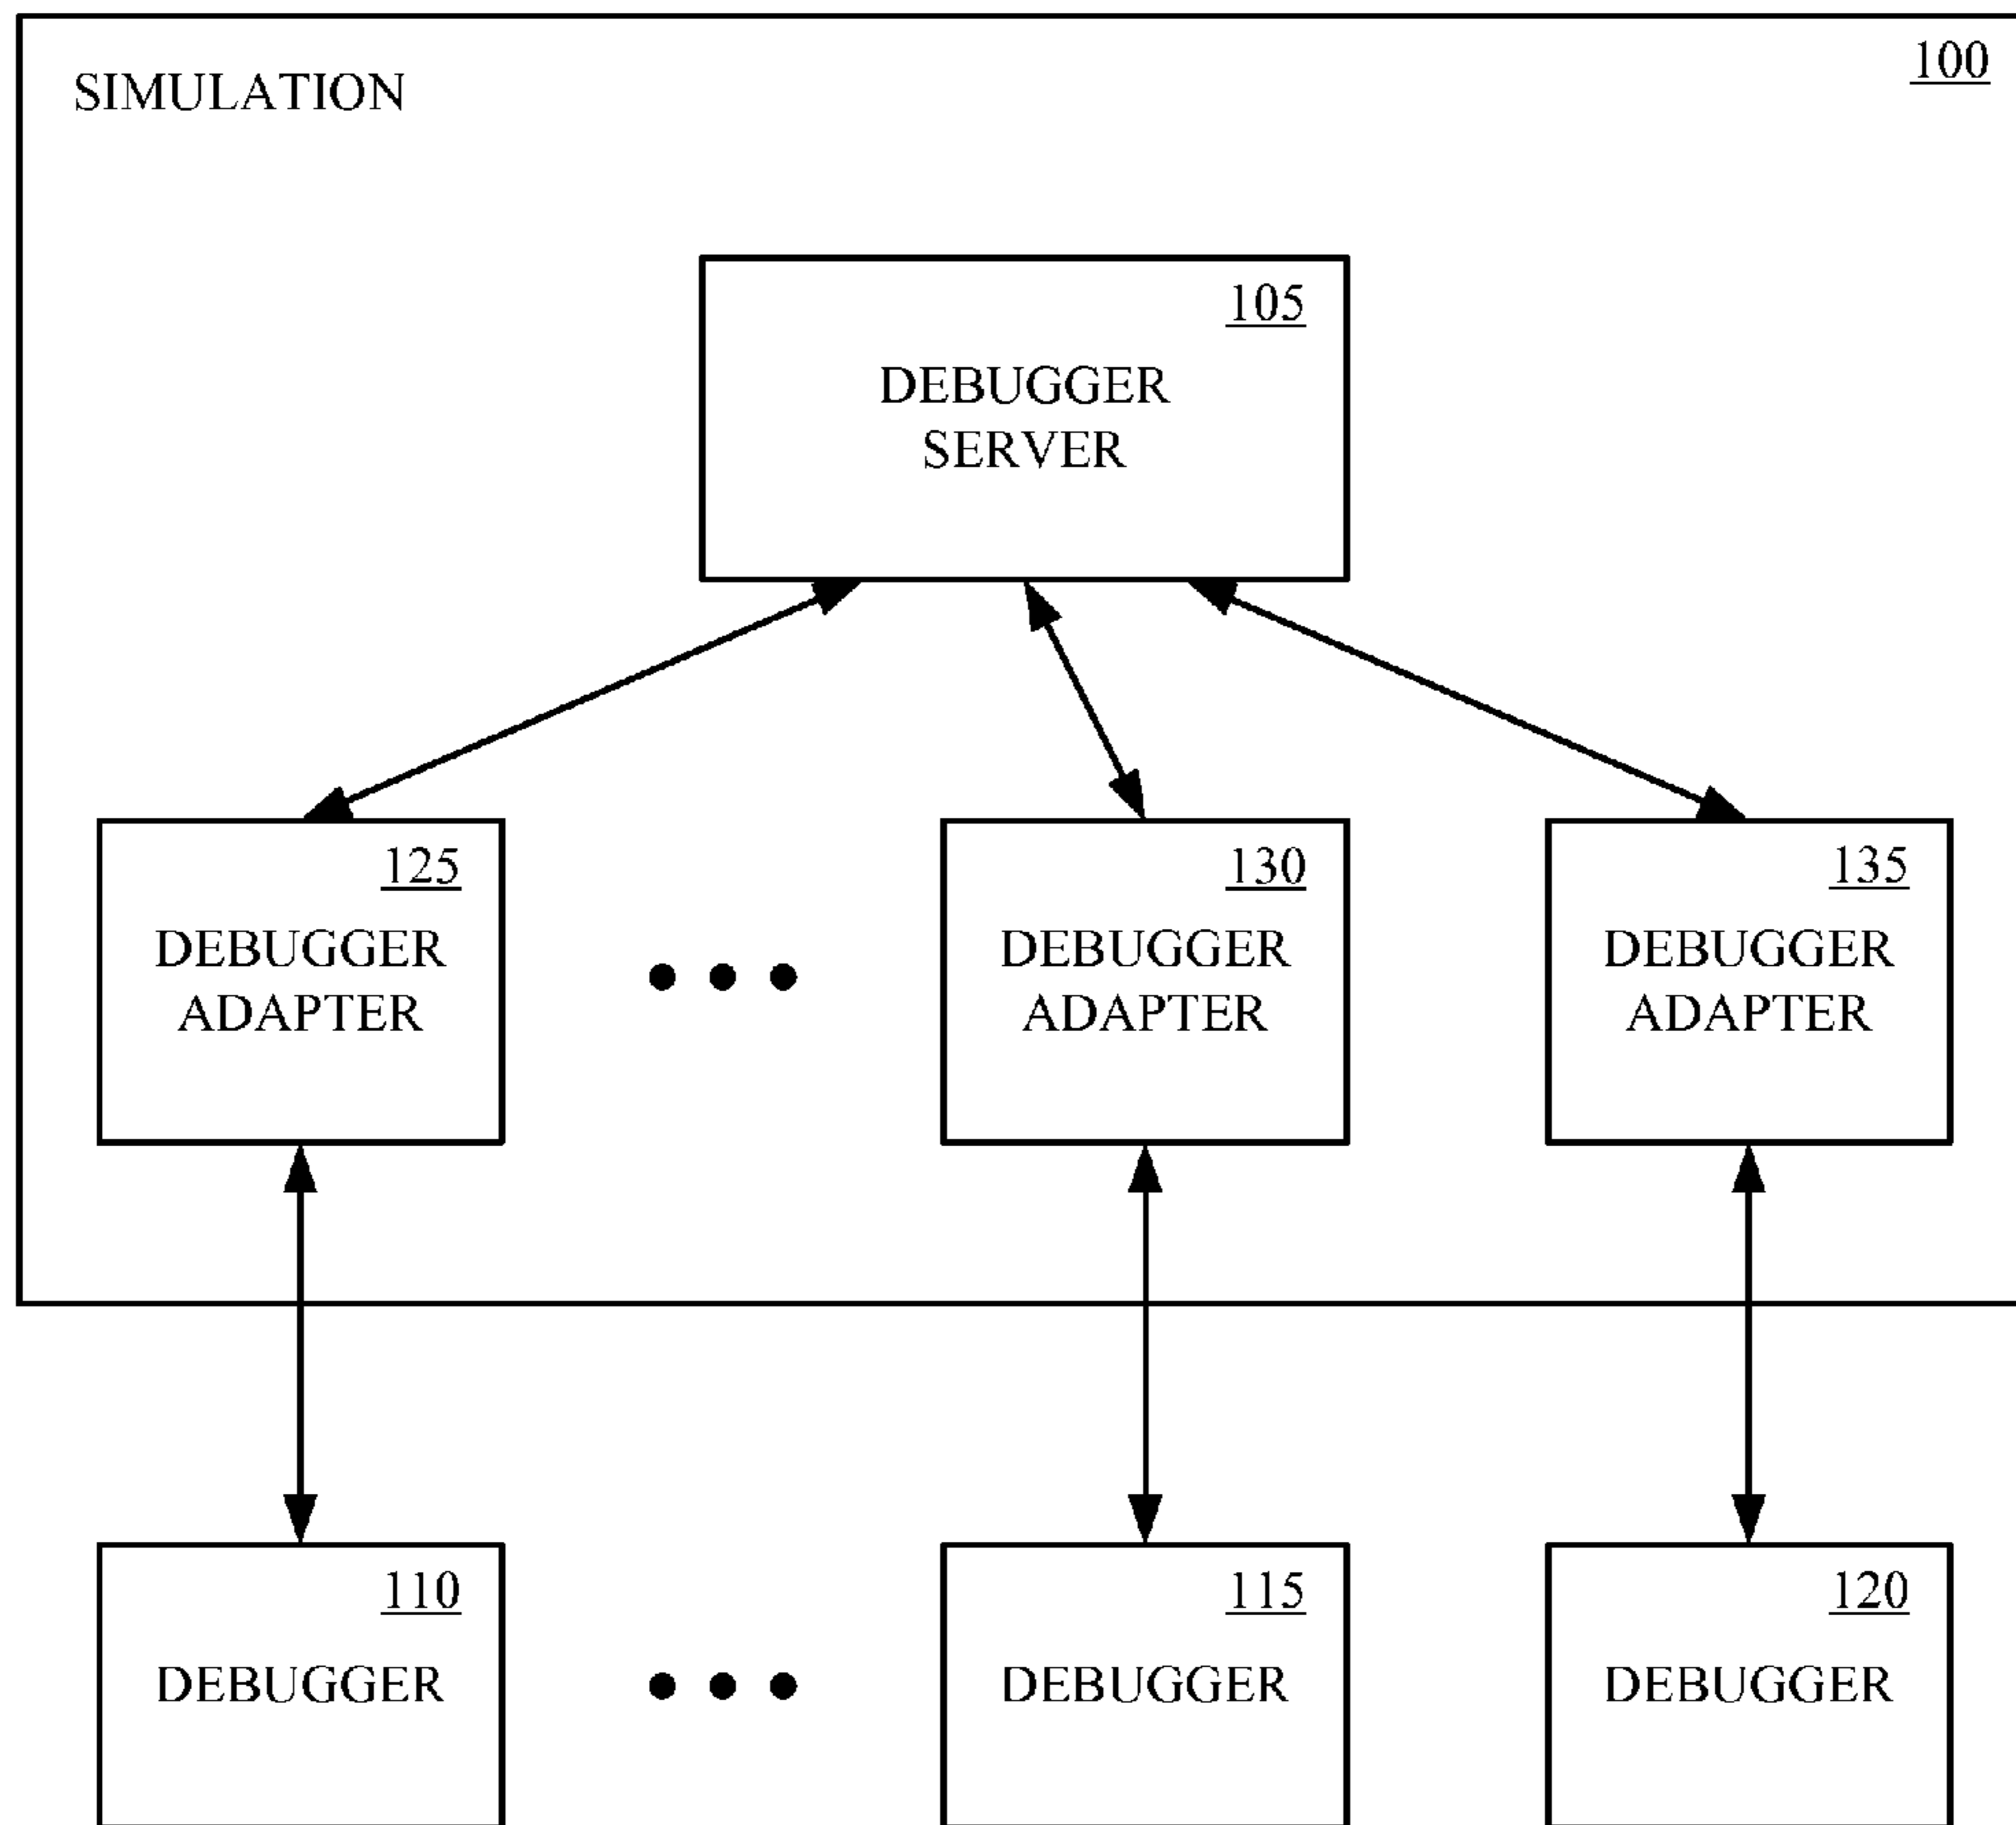 SIMULATION
100
105
DEBUGGER
SERVER
125
DEBUGGER
ADAPTER
130
DEBUGGER
ADAPTER
135
DEBUGGER
ADAPTER
110
DEBUGGER
115
DEBUGGER
120
DEBUGGER